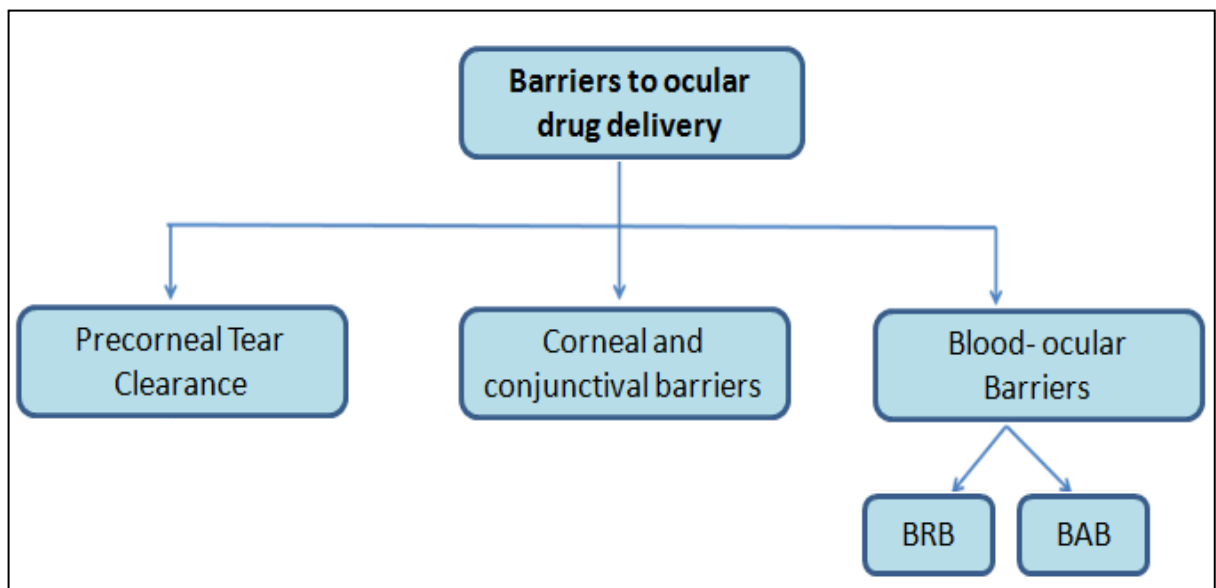 Barriers to ocular
drug delivery
Precorneal Tear
Clearance
Corneal and
conjunctival barriers
Blood- ocular
Barriers
BRB
BAB